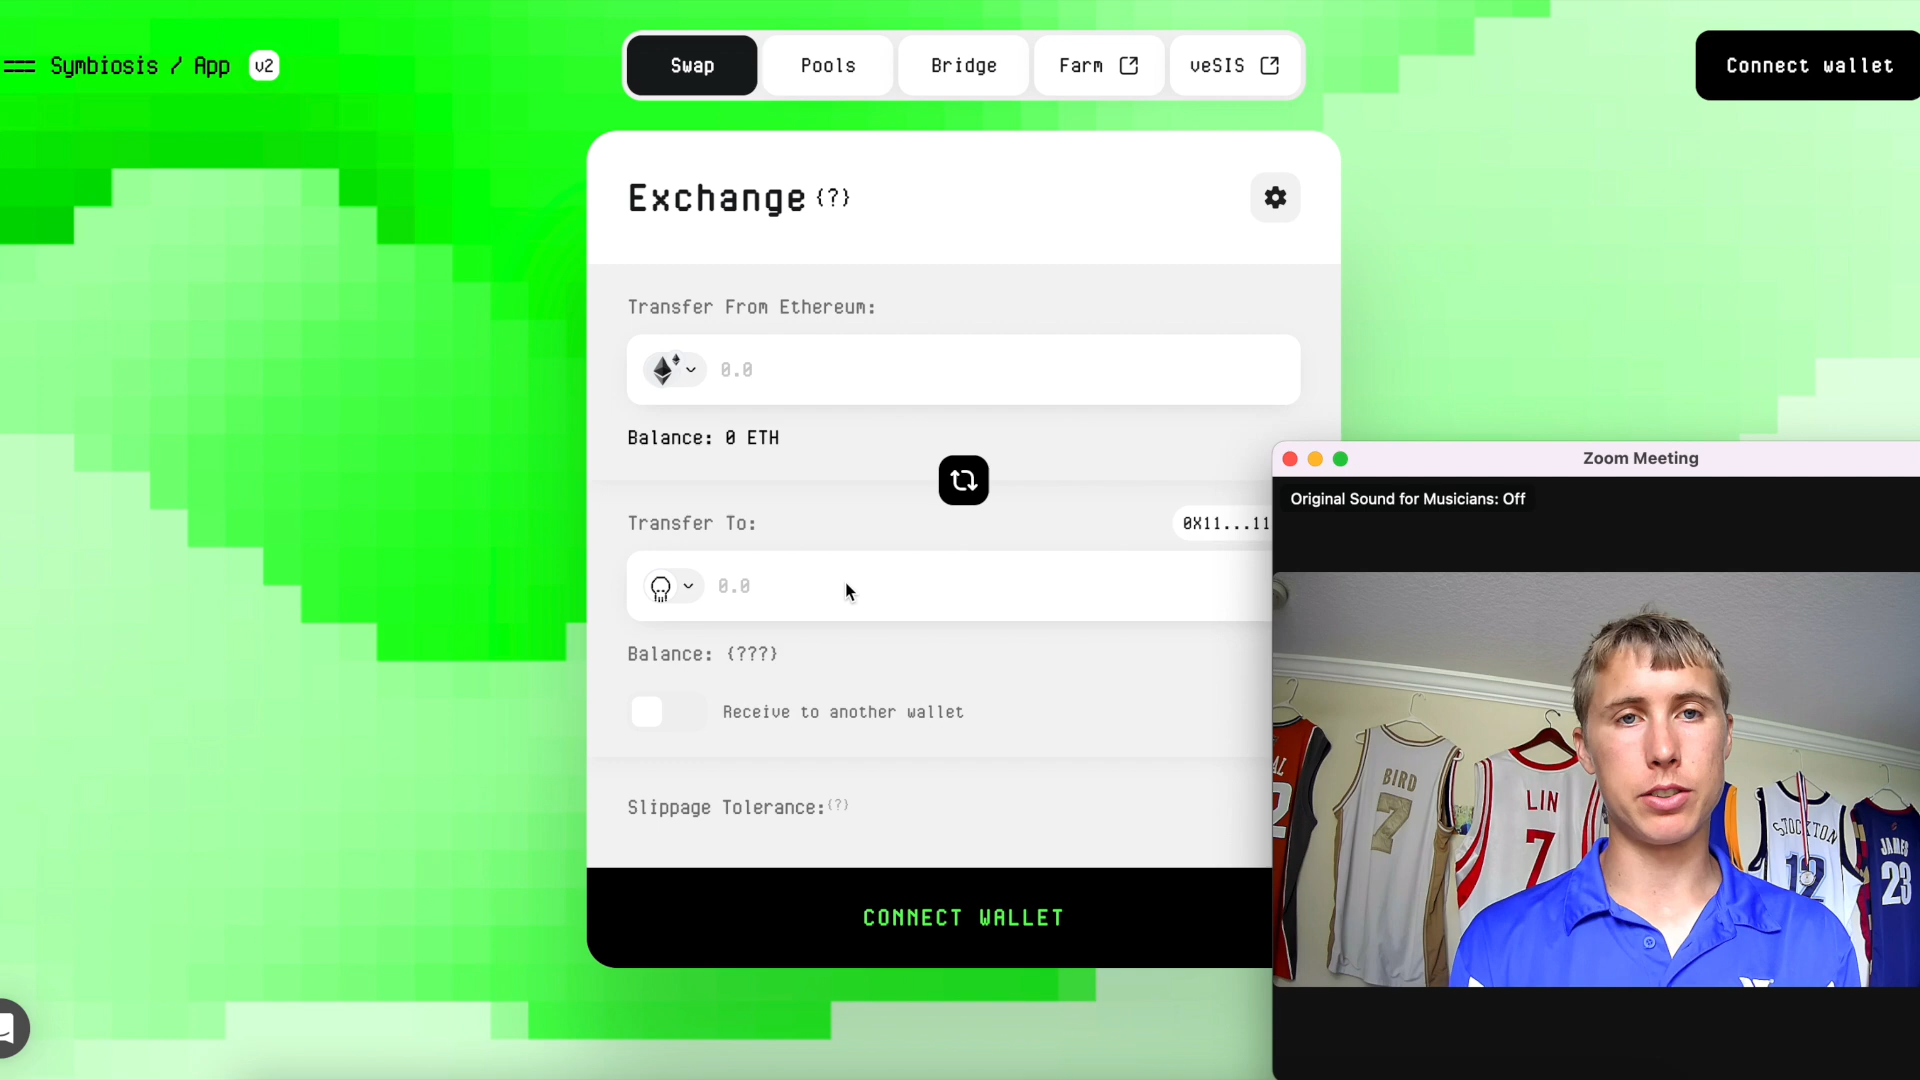 Symbiosis / App v2
Swap
Pools
Bridge
Farm
veSIS
Connect wallet
Exchange {?}
Transfer From Ethereum:
0.0
Balance: 0 ETH
Transfer To:
0X11...11
0.0
Balance: {???}
Receive to another wallet
Slippage Tolerance:{?}
CONNECT WALLET
Zoom Meeting
Original Sound for Musicians: Off
AL
2
BIRD
7
LIN
7
STOCKTON
12
JAMES
23